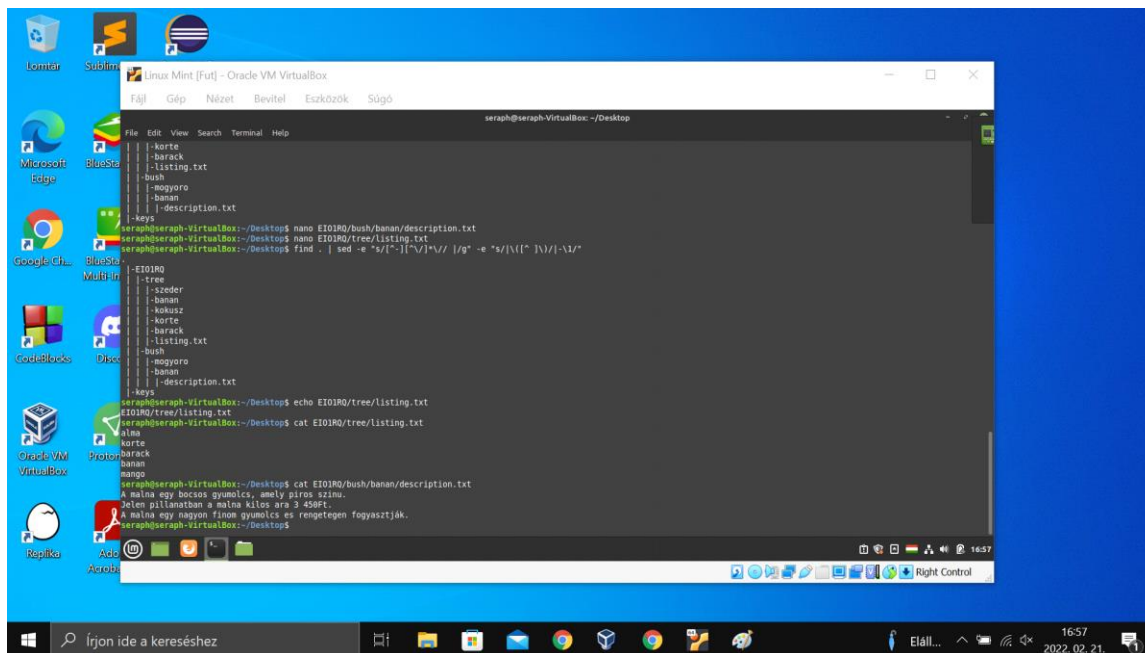 Lomtár
Sublim
Linux Mint [Fut] - Oracle VM VirtualBox
Fájl Gép Nézet Bevitel Eszközök Súgó
seraph@seraph-VirtualBox: ~/Desktop
File Edit View Search Terminal Help
| | |-korte
| | |-barack
| | |-listing.txt
| |-bush
| | |-mogyoro
| | |-banan
| | | |-description.txt
|-keys
seraph@seraph-VirtualBox:~/Desktop$ nano EIO1RQ/bush/banan/description.txt
seraph@seraph-VirtualBox:~/Desktop$ nano EIO1RQ/tree/listing.txt
seraph@seraph-VirtualBox:~/Desktop$ find . | sed -e "s/[^-][^\/]*\// |/g" -e "s/|\([^ ]\)/|-\1/"
.
|-EIO1RQ
| |-tree
| | |-szeder
| | |-banan
| | |-kokusz
| | |-korte
| | |-barack
| | |-listing.txt
| |-bush
| | |-mogyoro
| | |-banan
| | | |-description.txt
|-keys
seraph@seraph-VirtualBox:~/Desktop$ echo EIO1RQ/tree/listing.txt
EIO1RQ/tree/listing.txt
seraph@seraph-VirtualBox:~/Desktop$ cat EIO1RQ/tree/listing.txt
alma
korte
barack
banan
mango
seraph@seraph-VirtualBox:~/Desktop$ cat EIO1RQ/bush/banan/description.txt
A malna egy bocsos gyumolcs, amely piros szinu.
Jelen pillanatban a malna kilos ara 3 450Ft.
A malna egy nagyon finom gyumolcs es rengetegen fogyasztják.
seraph@seraph-VirtualBox:~/Desktop$
16:57
Right Control
Microsoft Edge
BlueSta
Google Ch...
BlueSta
Multi-In
CodeBlocks
Disco
Oracle VM
VirtualBox
Proton
Replika
Ado
Acroba
Írjon ide a kereséshez
Eláll...
16:57
2022. 02. 21.